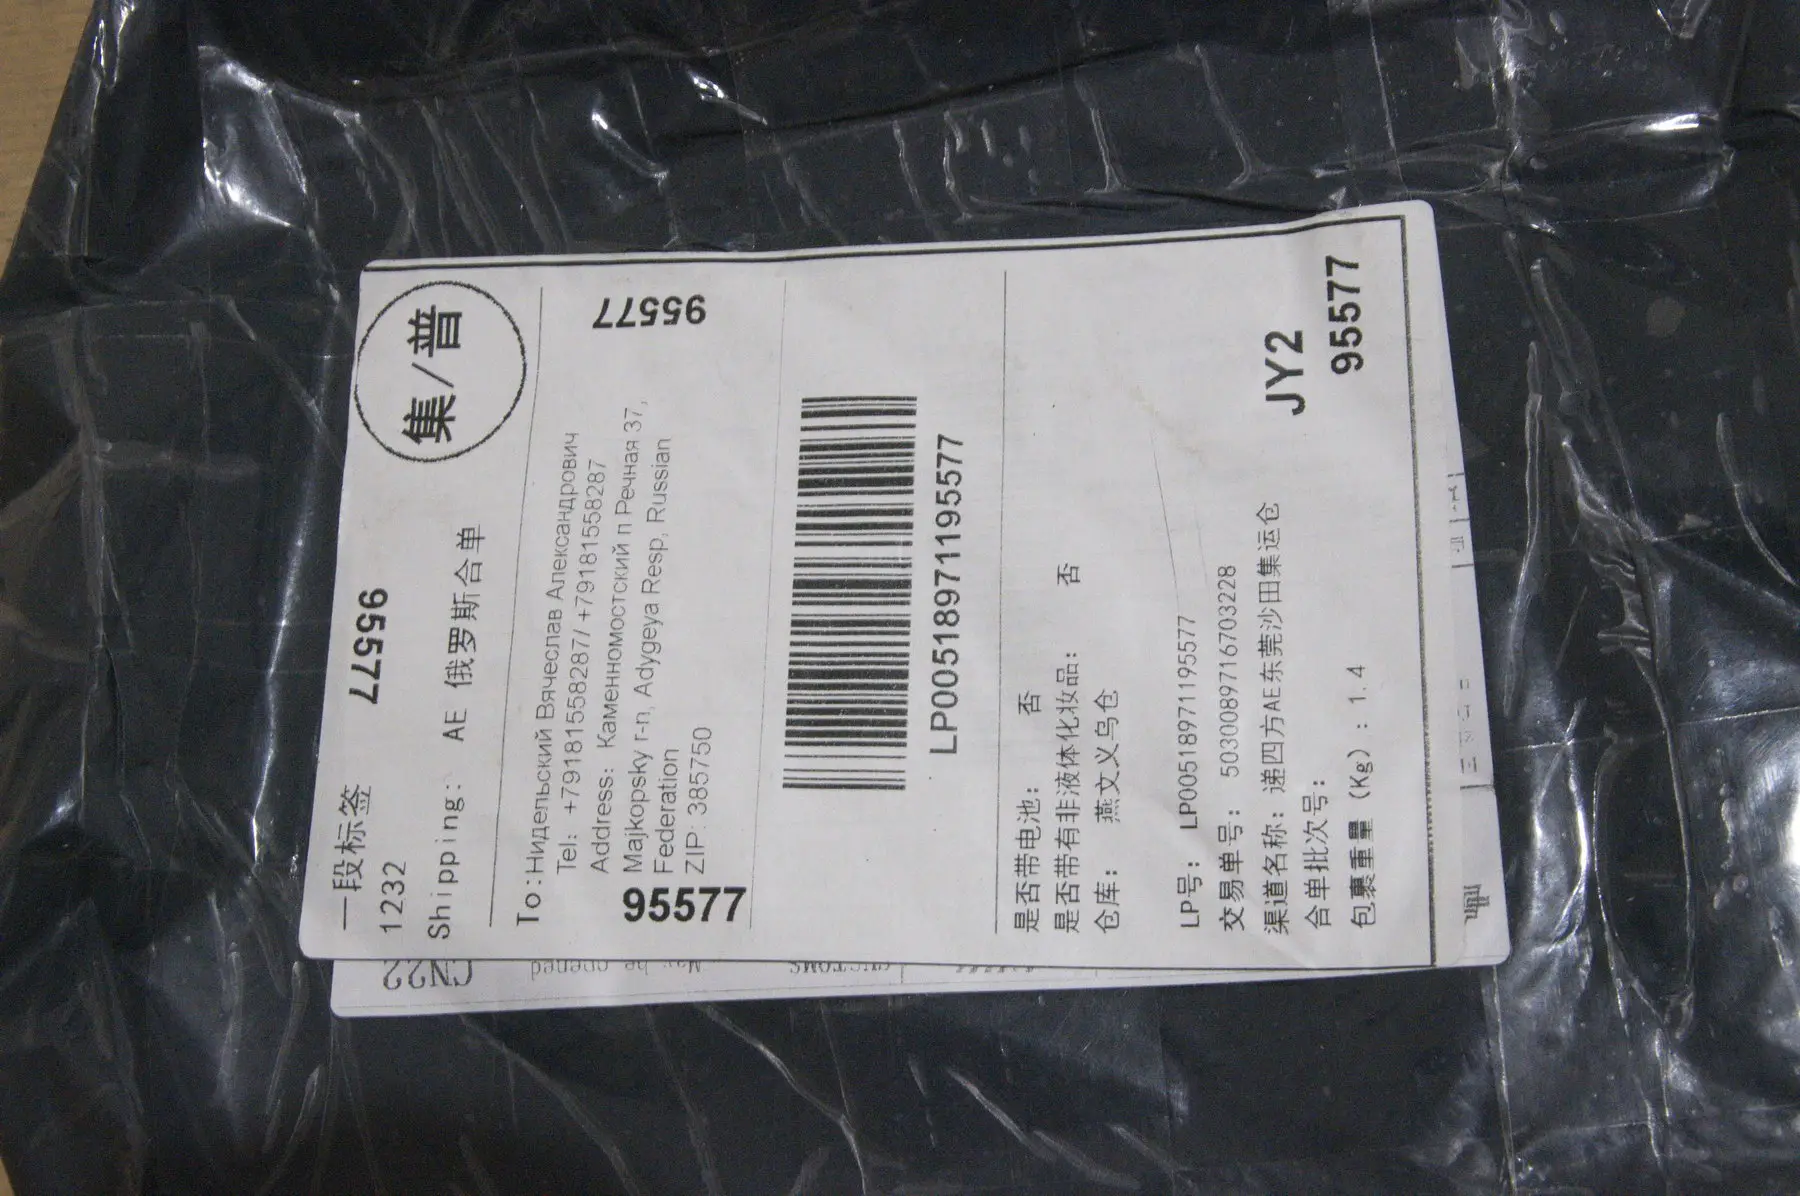 一段标签
95577
集/普
1232
Shipping: AE 俄罗斯合单
To:Нидельский Вячеслав Александрович
95577
Tel: +79181558287/ +79181558287
Address: Каменномостский п Речная 37,
Majkopsky r-n, Adygeya Resp, Russian
Federation
ZIP: 385750
95577
LP00518971195577
是否带电池: 否
是否带有非液体化妆品: 否
仓库: 燕文义乌仓
LP号: LP00518971195577
交易单号: 5030089716703228
渠道名称: 递四方AE东莞沙田集运仓
JY2
合单批次号:
包裹重量 (Kg): 1.4
95577
CN22
May be opened
CUSTOMS